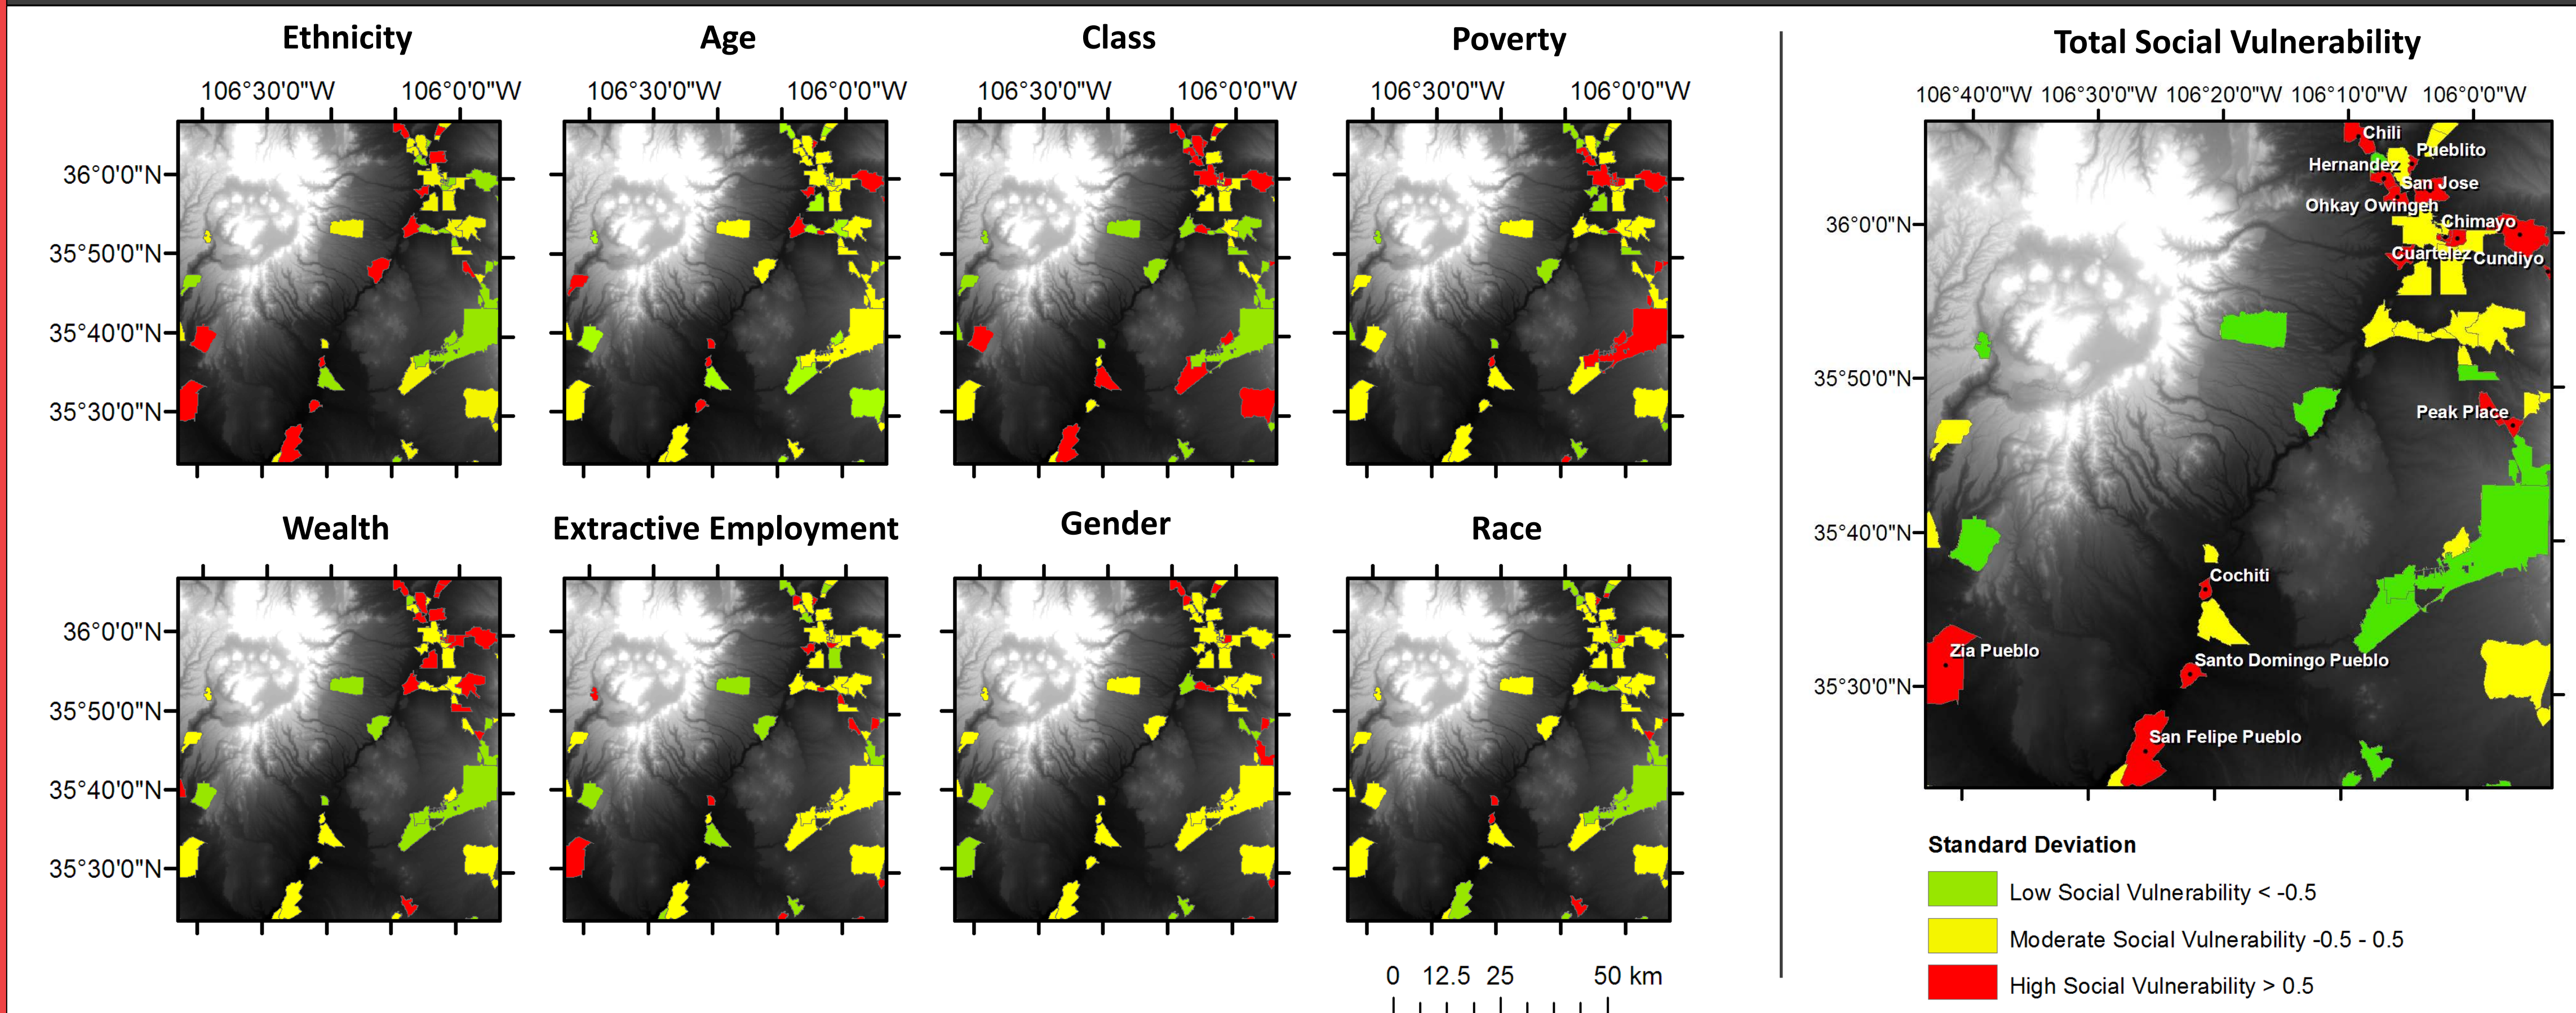 Ethnicity
Age
Class
Poverty
Total Social Vulnerability
106°30'0"W 106°0'0"W
106°30'0"W 106°0'0"W
106°30'0"W 106°0'0"W
106°30'0"W 106°0'0"W
106°40'0"W 106°30'0"W 106°20'0"W 106°10'0"W 106°0'0"W
36°0'0"N
35°50'0"N
35°40'0"N
35°30'0"N
Wealth
Extractive Employment
Gender
Race
36°0'0"N
35°50'0"N
35°40'0"N
35°30'0"N
0 12.5 25 50 km
36°0'0"N
35°50'0"N
35°40'0"N
35°30'0"N
Chili
Pueblito
Hernandez
San Jose
Ohkay Owingeh
Chimayo
Cuartelez
Cundiyo
Peak Place
Cochiti
Zia Pueblo
Santo Domingo Pueblo
San Felipe Pueblo
Standard Deviation
Low Social Vulnerability < -0.5
Moderate Social Vulnerability -0.5 - 0.5
High Social Vulnerability > 0.5